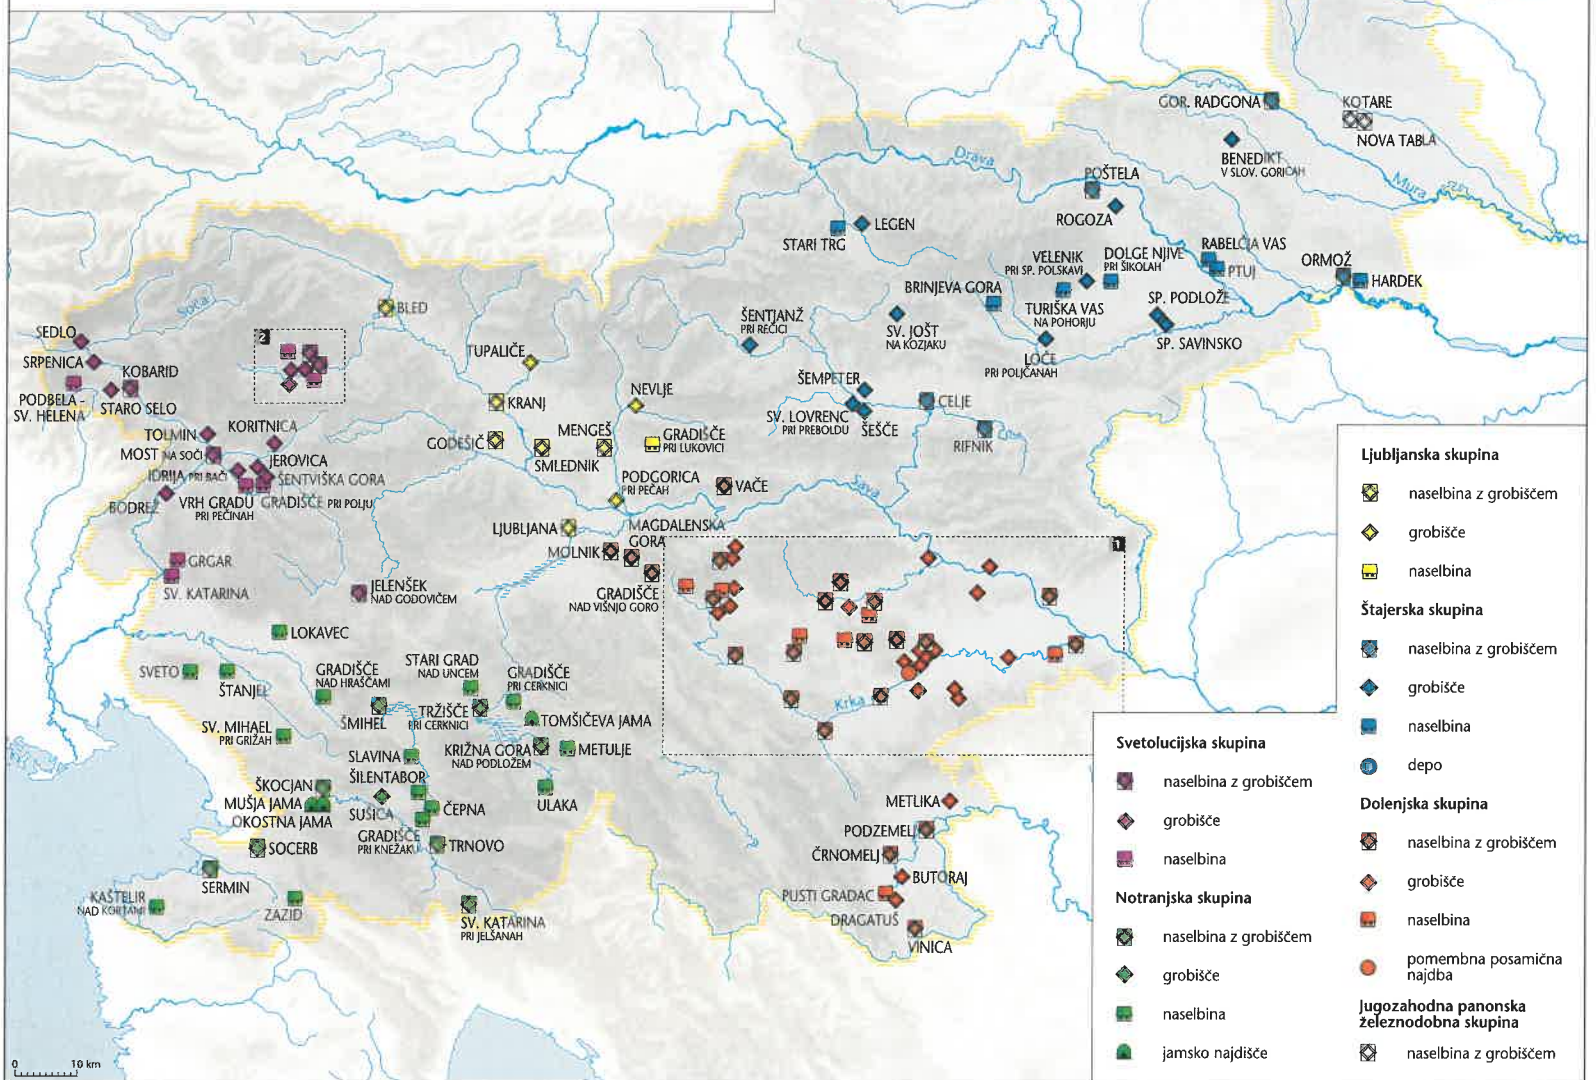 GOR. RADGONA
KOTARE
NOVA TABLA
BENEDIKT
V SLOV. GORICAH
Drava
Mura
POŠTELA
ROGOZA
LEGEN
STARI TRG
VELENIK
PRI SP. POLSKAVI
DOLGE NJIVE
PRI ŠIKOLAH
RABELČJA VAS
PTUJ
ORMOŽ
HARDEK
BRINJEVA GORA
TURIŠKA VAS
NA POHORJU
SP. PODLOŽE
SP. SAVINSKO
LOČE
PRI POLJČANAH
SV. JOŠT
NA KOZJAKU
ŠENTJANŽ
PRI REČICI
ŠEMPETER
SV. LOVRENC
PRI PREBOLDU
ŠEŠČE
CELJE
RIFNIK
Soča
BLED
SEDLO
SRPENICA
KOBARID
PODBELA -
SV. HELENA
STARO SELO
2
TUPALIČE
KRANJ
NEVLJE
GODEŠIČ
SMLEDNIK
MENGEŠ
GRADIŠČE
PRI LUKOVICI
TOLMIN
KORITNICA
MOST NA SOČI
JEROVICA
IDRIJA PRI BAČI
ŠENTVIŠKA GORA
BODREŽ
VRH GRADU
PRI PEČINAH
GRADIŠČE PRI POLJU
PODGORICA
PRI PEČAH
VAČE
Sava
LJUBLJANA
MAGDALENSKA
GORA
MOLNIK
GRADIŠČE
NAD VIŠNJO GORO
1
GRGAR
SV. KATARINA
JELENŠEK
NAD GODOVIČEM
LOKAVEC
SVETO
ŠTANJEL
GRADIŠČE
NAD HRAŠČAMI
STARI GRAD
NAD UNCEM
GRADIŠČE
PRI CERKNICI
ŠMIHEL
TRŽIŠČE
PRI CERKNICI
TOMŠIČEVA JAMA
SV. MIHAEL
PRI GRIŽAH
SLAVINA
KRIŽNA GORA
NAD PODLOŽEM
METULJE
Krka
ŠKOCJAN
ŠILENTABOR
MUŠJA JAMA
SUŠICA
ČEPNA
ULAKA
OKOSTNA JAMA
GRADIŠČE
PRI KNEŽAKU
TRNOVO
SOCERB
SERMIN
KAŠTELIR
NAD KORTAMI
ZAZID
SV. KATARINA
PRI JELŠANAH
METLIKA
PODZEMELJ
ČRNOMELJ
BUTORAJ
PUSTI GRADAC
DRAGATUŠ
VINICA
0 10 km
Ljubljanska skupina
naselbina z grobiščem
grobišče
naselbina
Štajerska skupina
naselbina z grobiščem
grobišče
naselbina
depo
Dolenjska skupina
naselbina z grobiščem
grobišče
naselbina
pomembna posamična
najdba
Jugozahodna panonska
železnodobna skupina
naselbina z grobiščem
Svetolucijska skupina
naselbina z grobiščem
grobišče
naselbina
Notranjska skupina
naselbina z grobiščem
grobišče
naselbina
jamsko najdišče